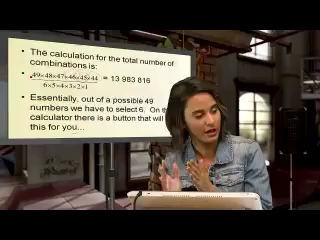 The calculation for the total number of
combinations is:
49×48×47×46×45×44
6×5×4×3×2×1
= 13 983 816
Essentially, out of a possible 49
numbers we have to select 6. On
calculator there is a button that will
this for you...